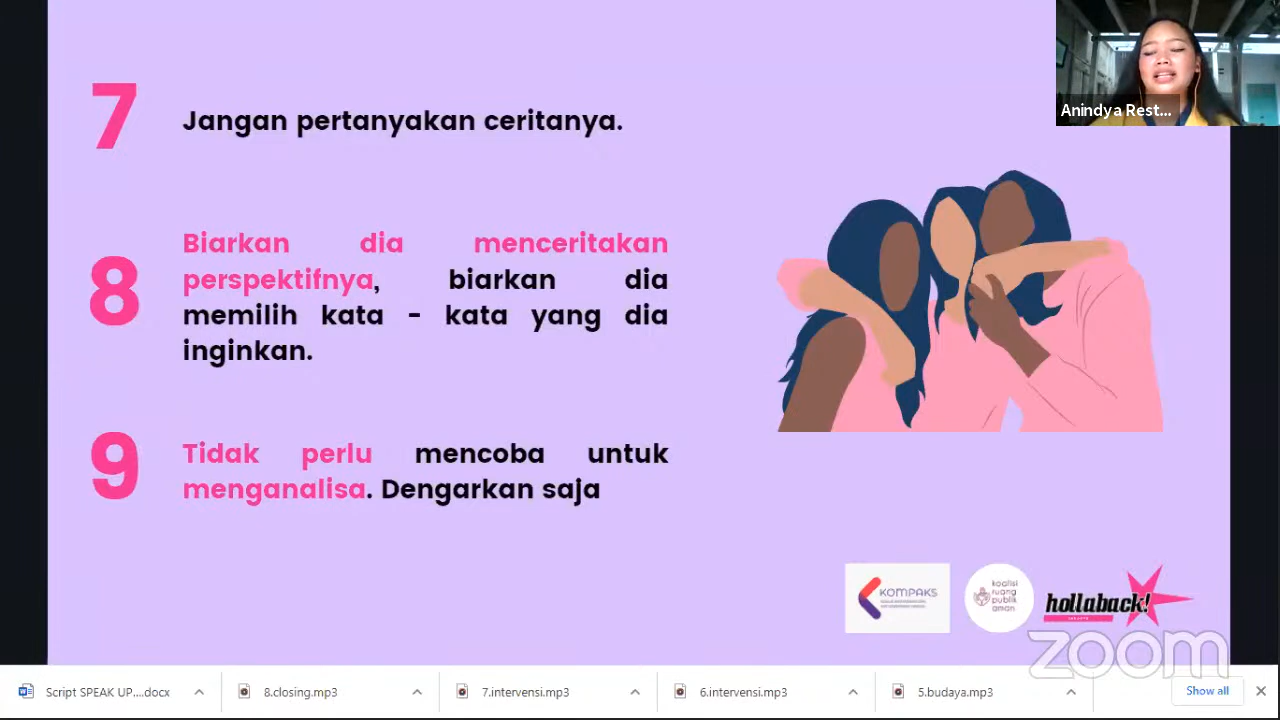 7
Jangan pertanyakan ceritanya.
8
Biarkan dia menceritakan
perspektifnya, biarkan dia
memilih kata - kata yang dia
inginkan.
9
Tidak perlu mencoba untuk
menganalisa. Dengarkan saja
Anindya Rest...
KOMPAKS
koalisi
ruang
publik
aman
hollaback!
zoom
Script SPEAK UP....docx
8.closing.mp3
7.intervensi.mp3
6.intervensi.mp3
5.budaya.mp3
Show all